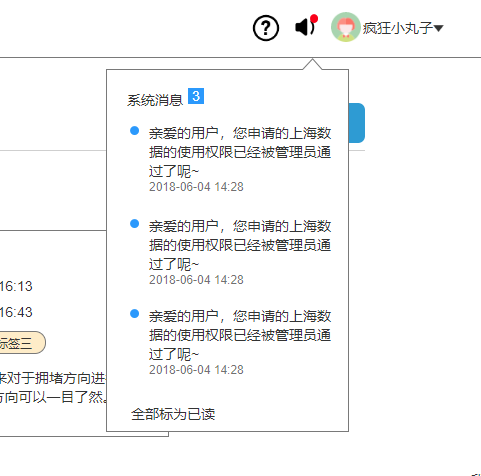 疯狂小丸子
系统消息 3
亲爱的用户，您申请的上海数
据的使用权限已经被管理员通
过了呢~
2018-06-04 14:28
亲爱的用户，您申请的上海数
据的使用权限已经被管理员通
过了呢~
2018-06-04 14:28
亲爱的用户，您申请的上海数
据的使用权限已经被管理员通
过了呢~
2018-06-04 14:28
全部标为已读
16:13
16:43
标签三
来对于拥堵方向进
方向可以一目了然。